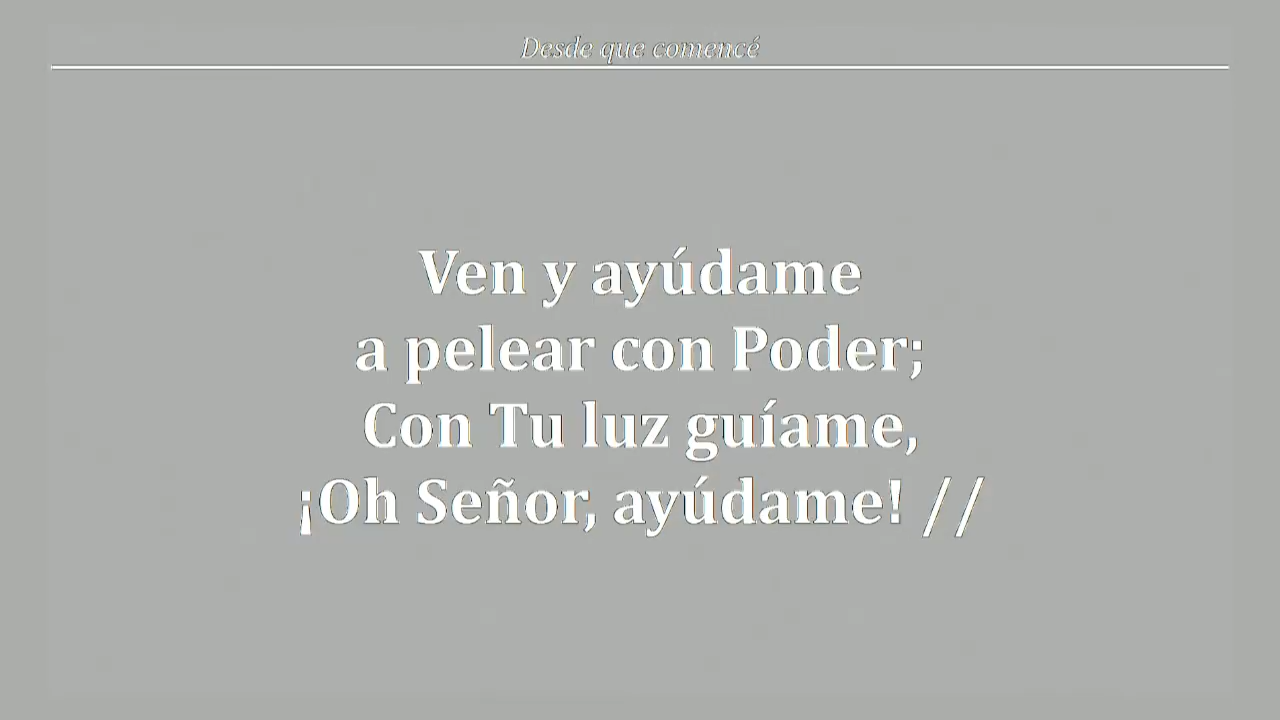 Desde que comencé
Ven y ayúdame
a pelear con Poder;
Con Tu luz guíame,
¡Oh Señor, ayúdame! //